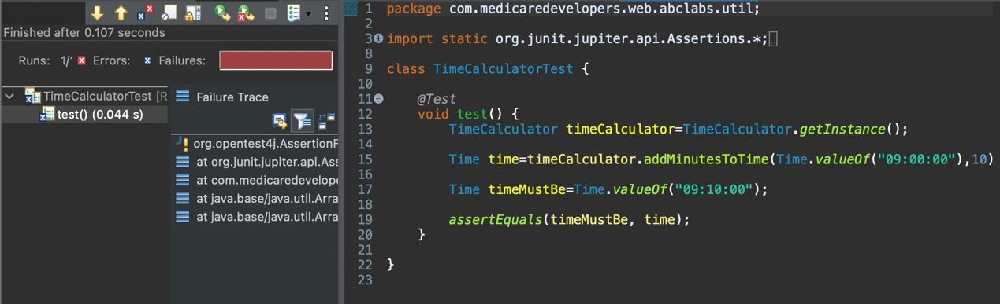 Finished after 0.107 seconds
Runs: 1/1 Errors: Failures:
TimeCalculatorTest [R
test() (0.044 s)
Failure Trace
org.opentest4j.AssertionF
at org.junit.jupiter.api.Ass
at com.medicaredevelope
at java.base/java.util.Arra
at java.base/java.util.Arra
1 package com.medicaredevelopers.web.abclabs.util;
2
3 import static org.junit.jupiter.api.Assertions.*;
8
9 class TimeCalculatorTest {
10
11 @Test
12 void test() {
13 TimeCalculator timeCalculator=TimeCalculator.getInstance();
14
15 Time time=timeCalculator.addMinutesToTime(Time.valueOf("09:00:00"),10)
16
17 Time timeMustBe=Time.valueOf("09:10:00");
18
19 assertEquals(timeMustBe, time);
20 }
21
22 }
23